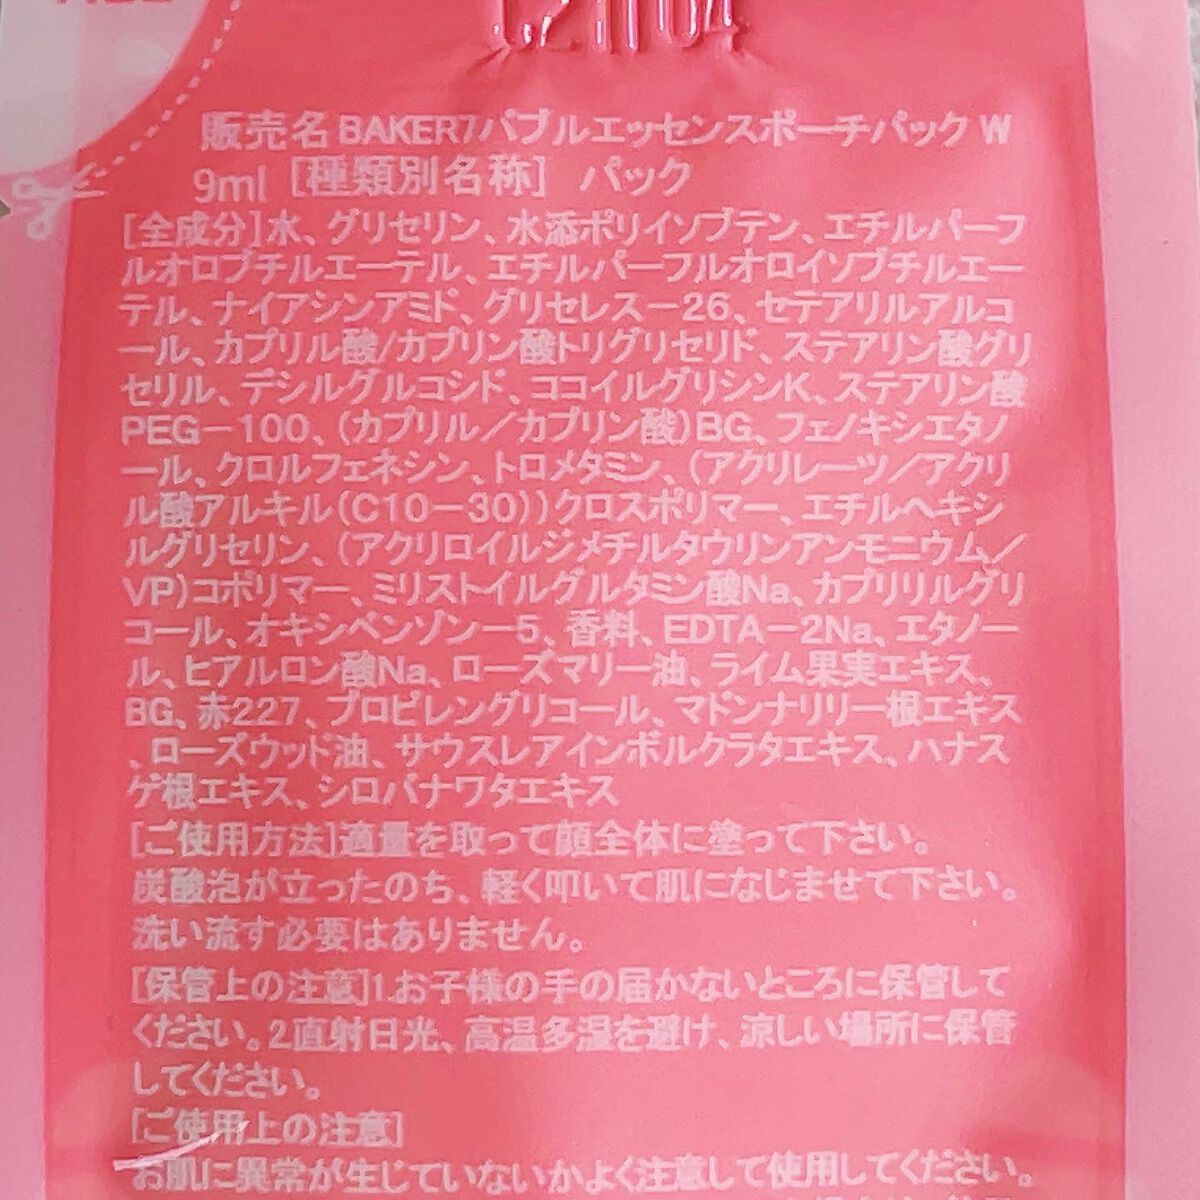 販売名 BAKER7バブルエッセンスポーチパック W
9ml [種類別名称] パック
[全成分]水、グリセリン、水添ポリイソブテン、エチルパーフ
ルオロブチルエーテル、エチルパーフルオロイソブチルエー
テル、ナイアシンアミド、グリセレス－26、セテアリルアルコ
ール、カプリル酸/カプリン酸トリグリセリド、ステアリン酸グリ
セリル、デシルグルコシド、ココイルグリシンK、ステアリン酸
PEG－100、(カプリル／カプリン酸)BG、フェノキシエタノ
ール、クロルフェネシン、トロメタミン、(アクリレーツ／アクリ
ル酸アルキル(C10－30))クロスポリマー、エチルヘキシ
ルグリセリン、(アクリロイルジメチルタウリンアンモニウム／
VP)コポリマー、ミリストイルグルタミン酸Na、カプリリルグリ
コール、オキシベンゾン－5、香料、EDTA－2Na、エタノー
ル、ヒアルロン酸Na、ローズマリー油、ライム果実エキス、
BG、赤227、プロピレングリコール、マドンナリリー根エキス
、ローズウッド油、サウスレアインボルクラタエキス、ハナス
ゲ根エキス、シロバナワタエキス
[ご使用方法]適量を取って顔全体に塗って下さい。
炭酸泡が立ったのち、軽く叩いて肌になじませて下さい。
洗い流す必要はありません。
[保管上の注意]1.お子様の手の届かないところに保管して
ください。2直射日光、高温多湿を避け、涼しい場所に保管
してください。
[ご使用上の注意]
お肌に異常が生じていないかよく注意して使用してください。